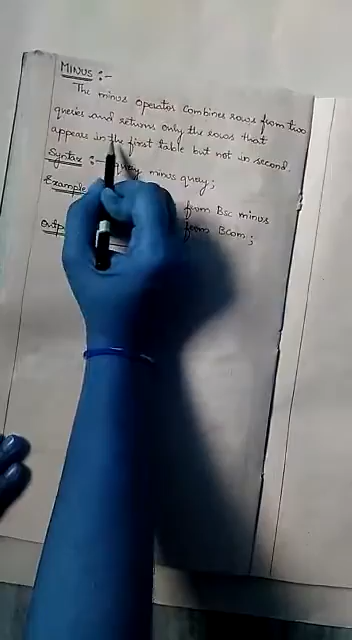 MINUS :-
The minus operator combines rows from two
queries and returns only the rows that
appears in the first table but not in second.
Syntax :- query minus query;
Example from Bsc minus
from Bcom;